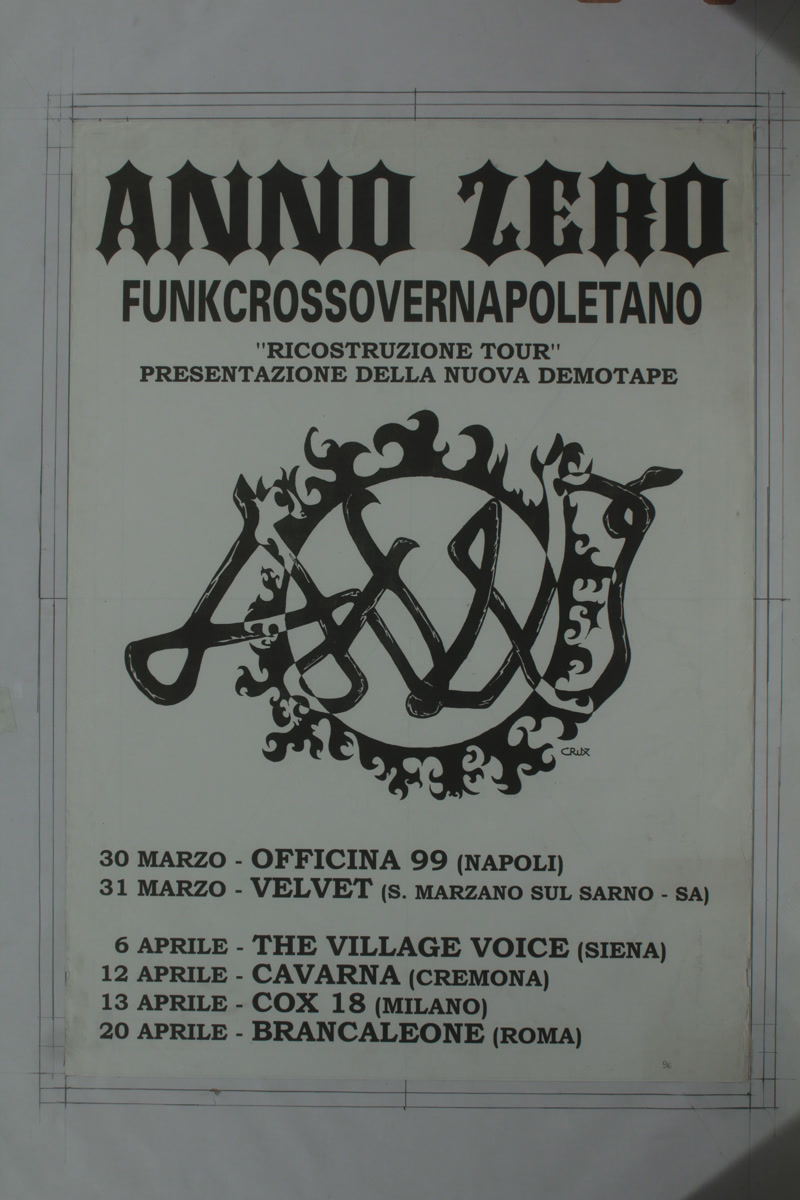 ANNO ZERO
FUNKCROSSOVERNAPOLETANO
"RICOSTRUZIONE TOUR"
PRESENTAZIONE DELLA NUOVA DEMOTAPE
ANNO
CRUX
30 MARZO - OFFICINA 99 (NAPOLI)
31 MARZO - VELVET (S. MARZANO SUL SARNO - SA)
6 APRILE - THE VILLAGE VOICE (SIENA)
12 APRILE - CAVARNA (CREMONA)
13 APRILE - COX 18 (MILANO)
20 APRILE - BRANCALEONE (ROMA)
96